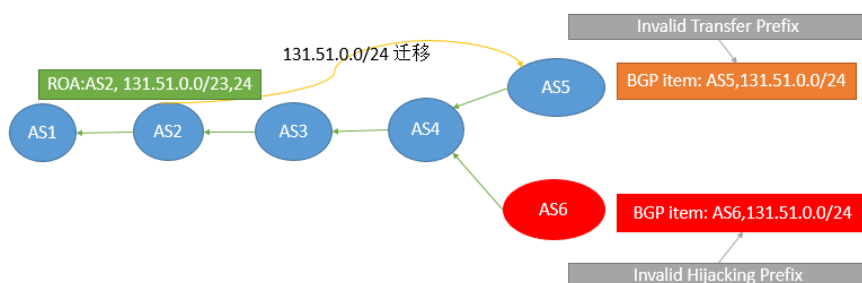 Invalid Transfer Prefix
131.51.0.0/24 迁移
ROA:AS2, 131.51.0.0/23,24
AS5
BGP item: AS5,131.51.0.0/24
AS1
AS2
AS3
AS4
AS6
BGP item: AS6,131.51.0.0/24
Invalid Hijacking Prefix